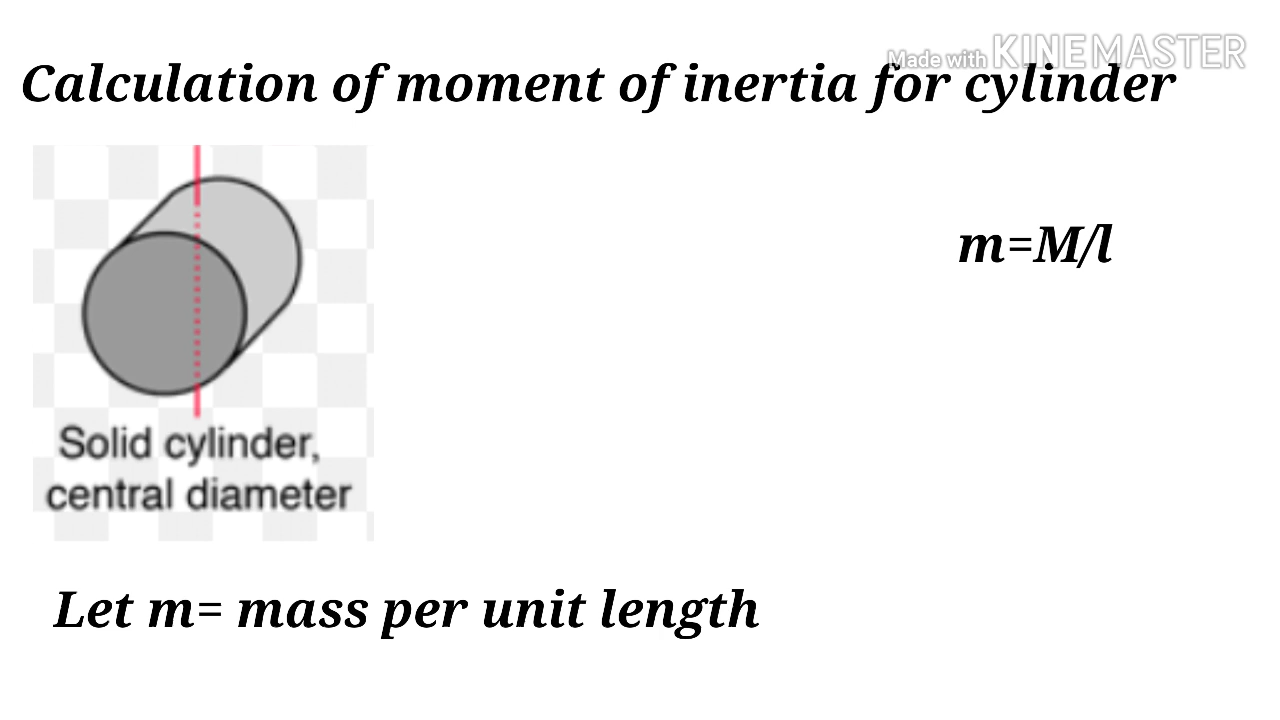 Made with KINEMASTER
Calculation of moment of inertia for cylinder
m=M/l
Solid cylinder,
central diameter
Let m= mass per unit length